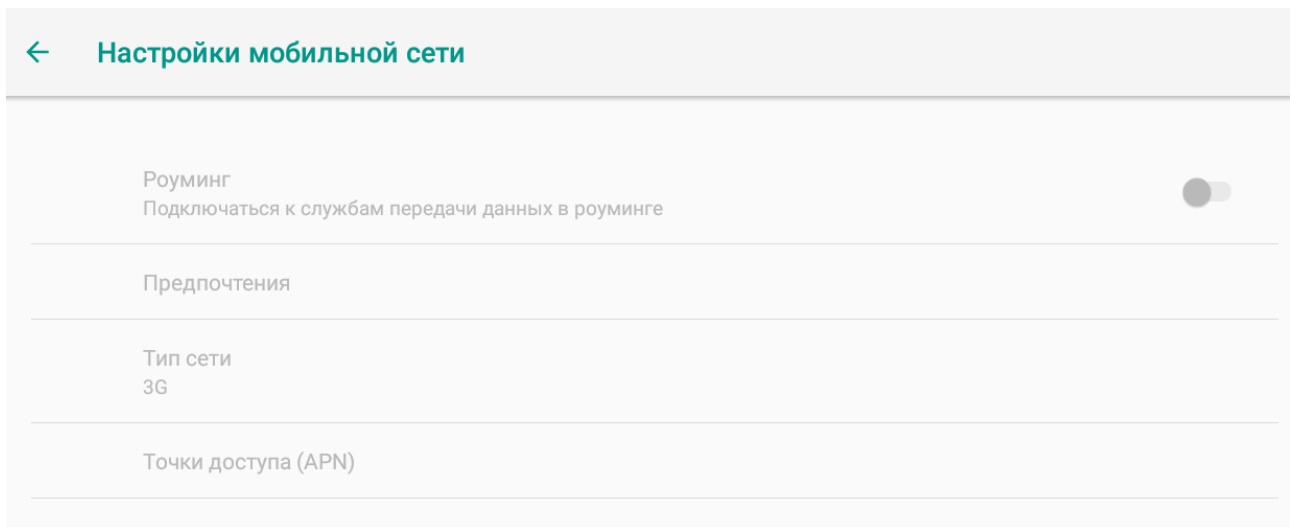 Настройки мобильной сети
Роуминг
Подключаться к службам передачи данных в роуминге
Предпочтения
Тип сети
3G
Точки доступа (APN)